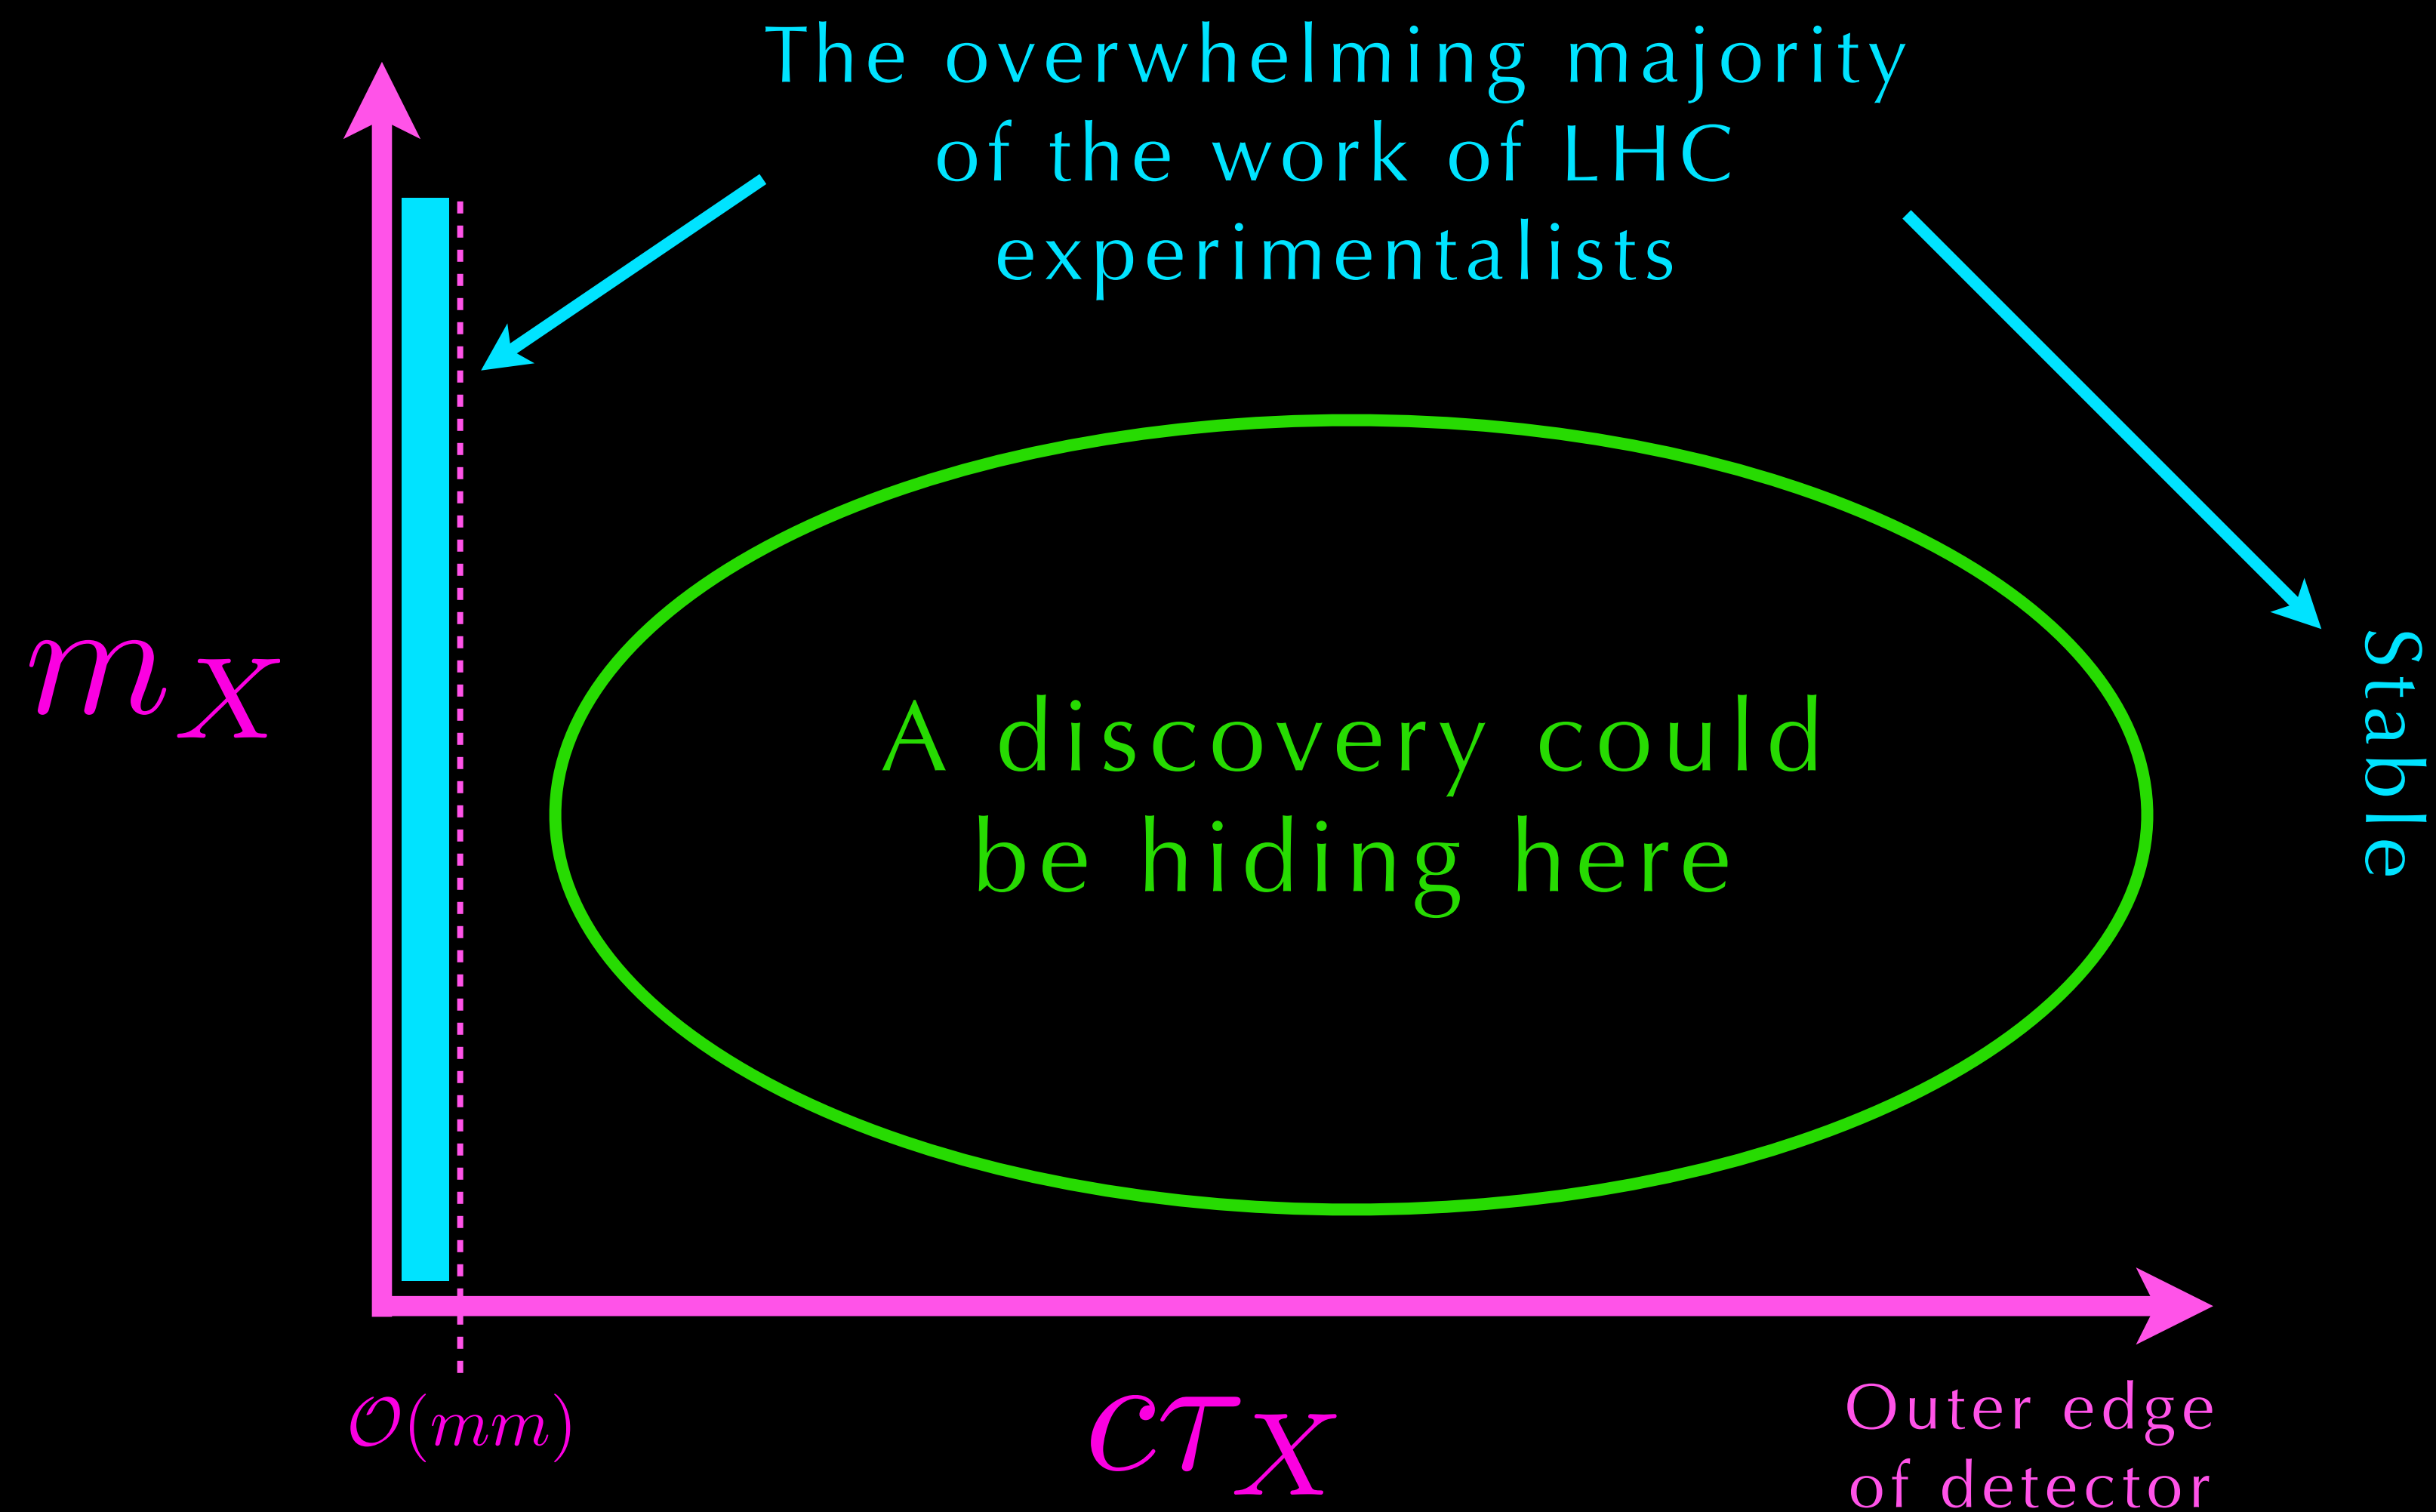 The overwhelming majority
of the work of LHC
experimentalists
m_X
A discovery could
be hiding here
Stable
𝒪(mm)
cτ_X
Outer edge
of detector